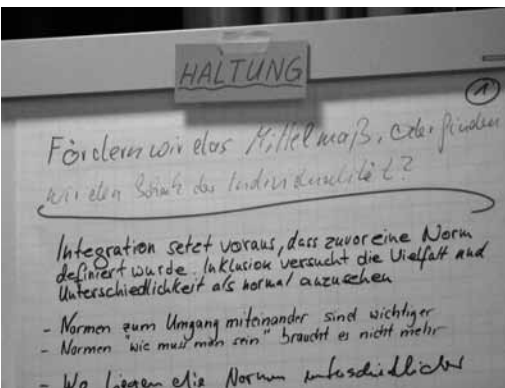 HALTUNG
1
Fördern wir das Mittelmaß, oder finden
wir den Schatz der Individualität?
Integration setzt voraus, dass zuvor eine Norm
definiert wurde. Inklusion versucht die Vielfalt und
Unterschiedlichkeit als normal anzusehen
- Normen zum Umgang miteinander sind wichtiger
- Normen "wie muss man sein" braucht es nicht mehr
- Wo liegen die Normen unterschiedlicher